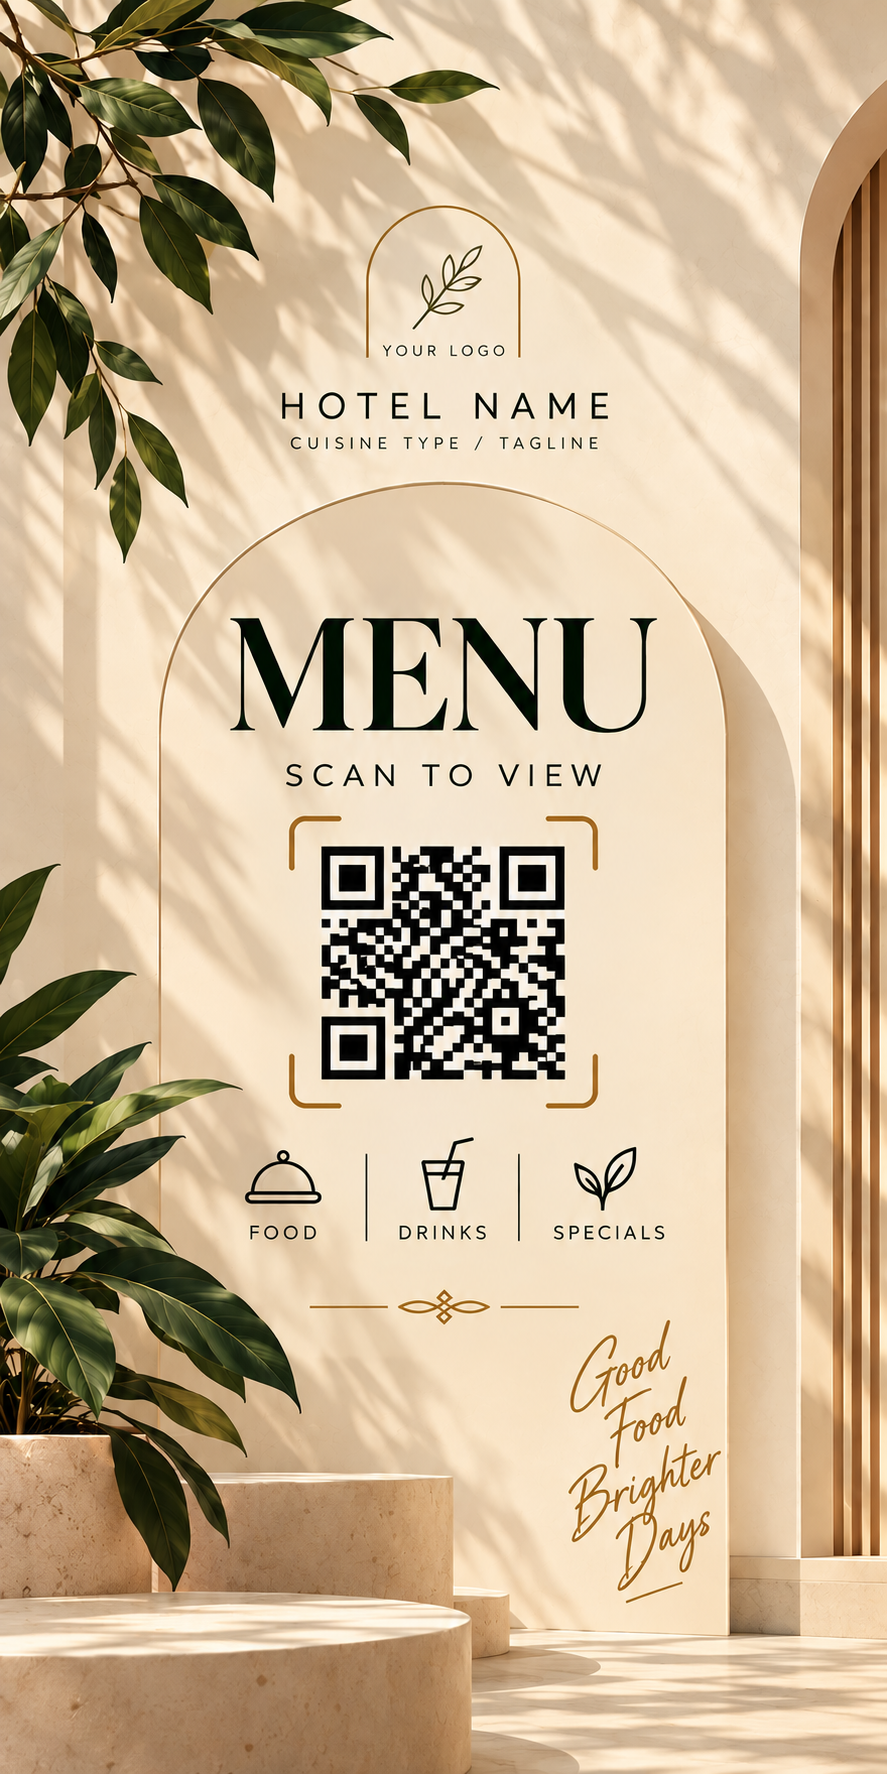 YOUR LOGO
HOTEL NAME
CUISINE TYPE / TAGLINE
MENU
SCAN TO VIEW
FOOD
DRINKS
SPECIALS
Good
Food
Brighter
Days